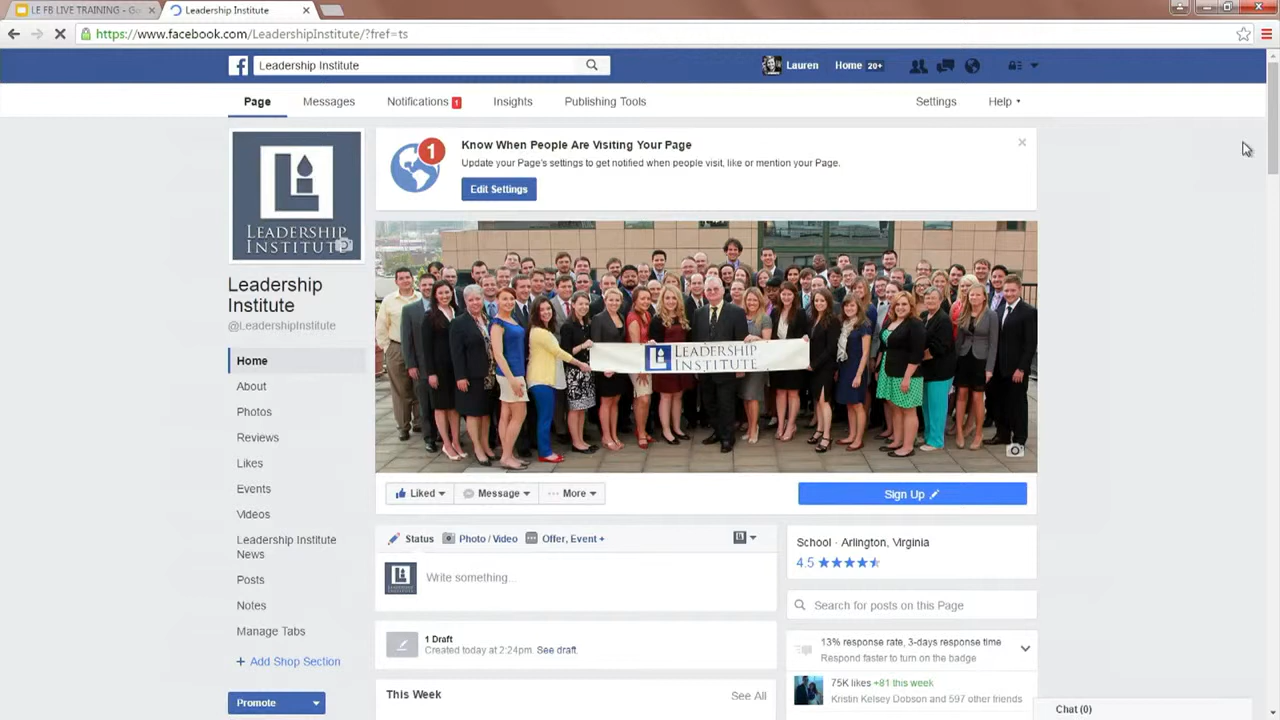 LE FB LIVE TRAINING - Go
Leadership Institute
https://www.facebook.com/LeadershipInstitute/?fref=ts
Leadership Institute
Lauren
Home 20+
Page
Messages
Notifications 1
Insights
Publishing Tools
Settings
Help
LEADERSHIP
INSTITUTE
1
Know When People Are Visiting Your Page
Update your Page's settings to get notified when people visit, like or mention your Page.
Edit Settings
LEADERSHIP
INSTITUTE
Leadership
Institute
@LeadershipInstitute
Home
About
Photos
Reviews
Likes
Events
Videos
Leadership Institute
News
Posts
Notes
Manage Tabs
+ Add Shop Section
Promote
Liked
Message
··· More
Sign Up
Status
Photo / Video
Offer, Event +
Write something...
1 Draft
Created today at 2:24pm. See draft.
This Week
See All
School · Arlington, Virginia
4.5 ★★★★
Search for posts on this Page
13% response rate, 3-days response time
Respond faster to turn on the badge
75K likes +81 this week
Kristin Kelsey Dobson and 597 other friends
Chat (0)